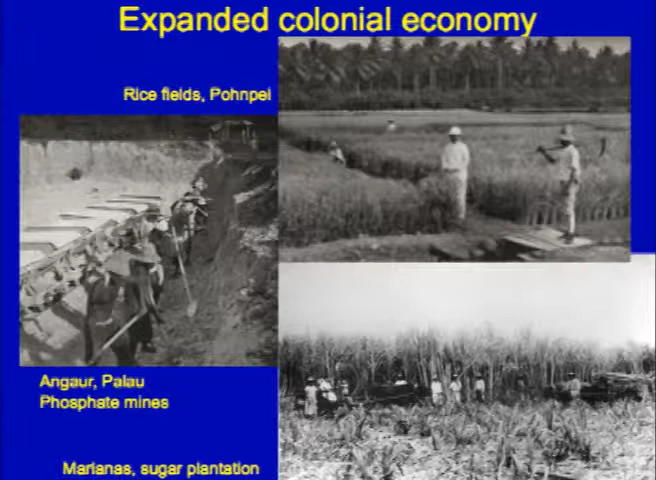 Expanded colonial economy
Rice fields, Pohnpei
Angaur, Palau
Phosphate mines
Marianas, sugar plantation